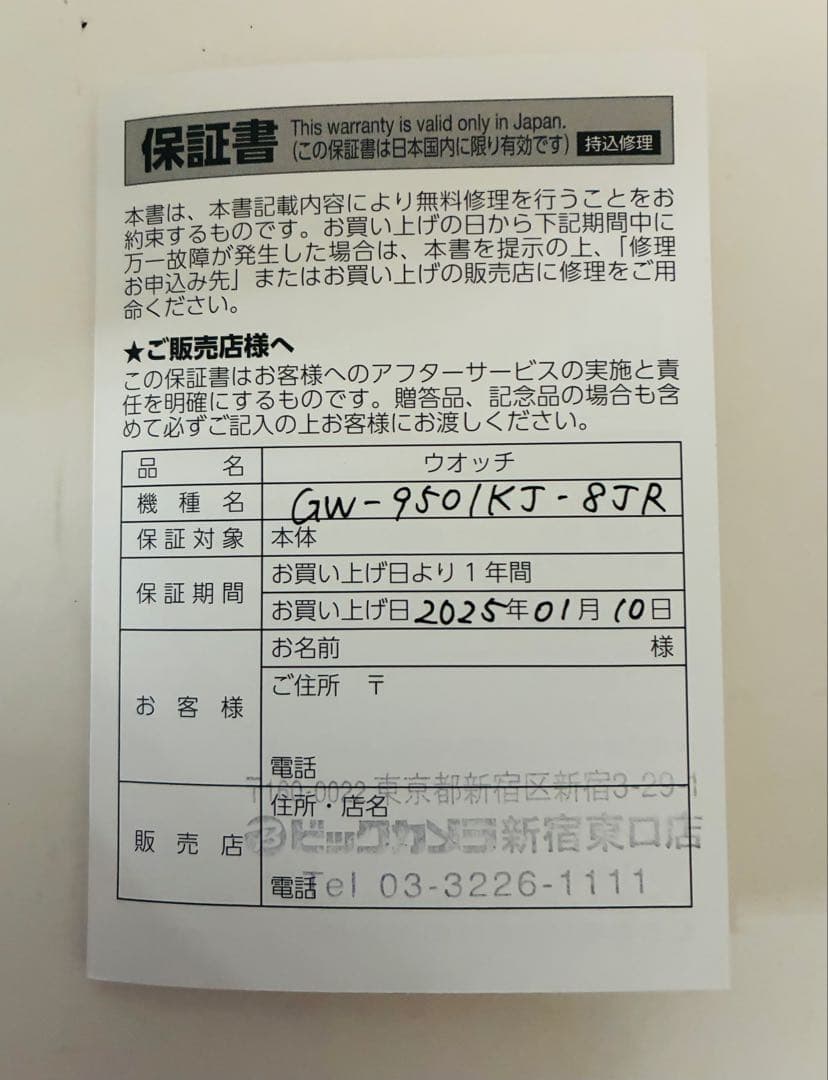 保証書
This warranty is valid only in Japan.
(この保証書は日本国内に限り有効です) 持込修理
本書は、本書記載内容により無料修理を行うことをお
約束するものです。お買い上げの日から下記期間中に
万一故障が発生した場合は、本書を提示の上、「修理
お申込み先」またはお買い上げの販売店に修理をご用
命ください。
★ご販売店様へ
この保証書はお客様へのアフターサービスの実施と責
任を明確にするものです。贈答品、記念品の場合も含
めて必ずご記入の上お客様にお渡しください。
品名 ウオッチ
機種名 GW-9501KJ-8JR
保証対象 本体
保証期間 お買い上げ日より1年間
お買い上げ日 2025年01月10日
お客様 お名前 様
ご住所 〒
電話
〒160-0022 東京都新宿区新宿3-29-1
販売店 住所・店名
ビックカメラ新宿東口店
電話 Tel 03-3226-1111